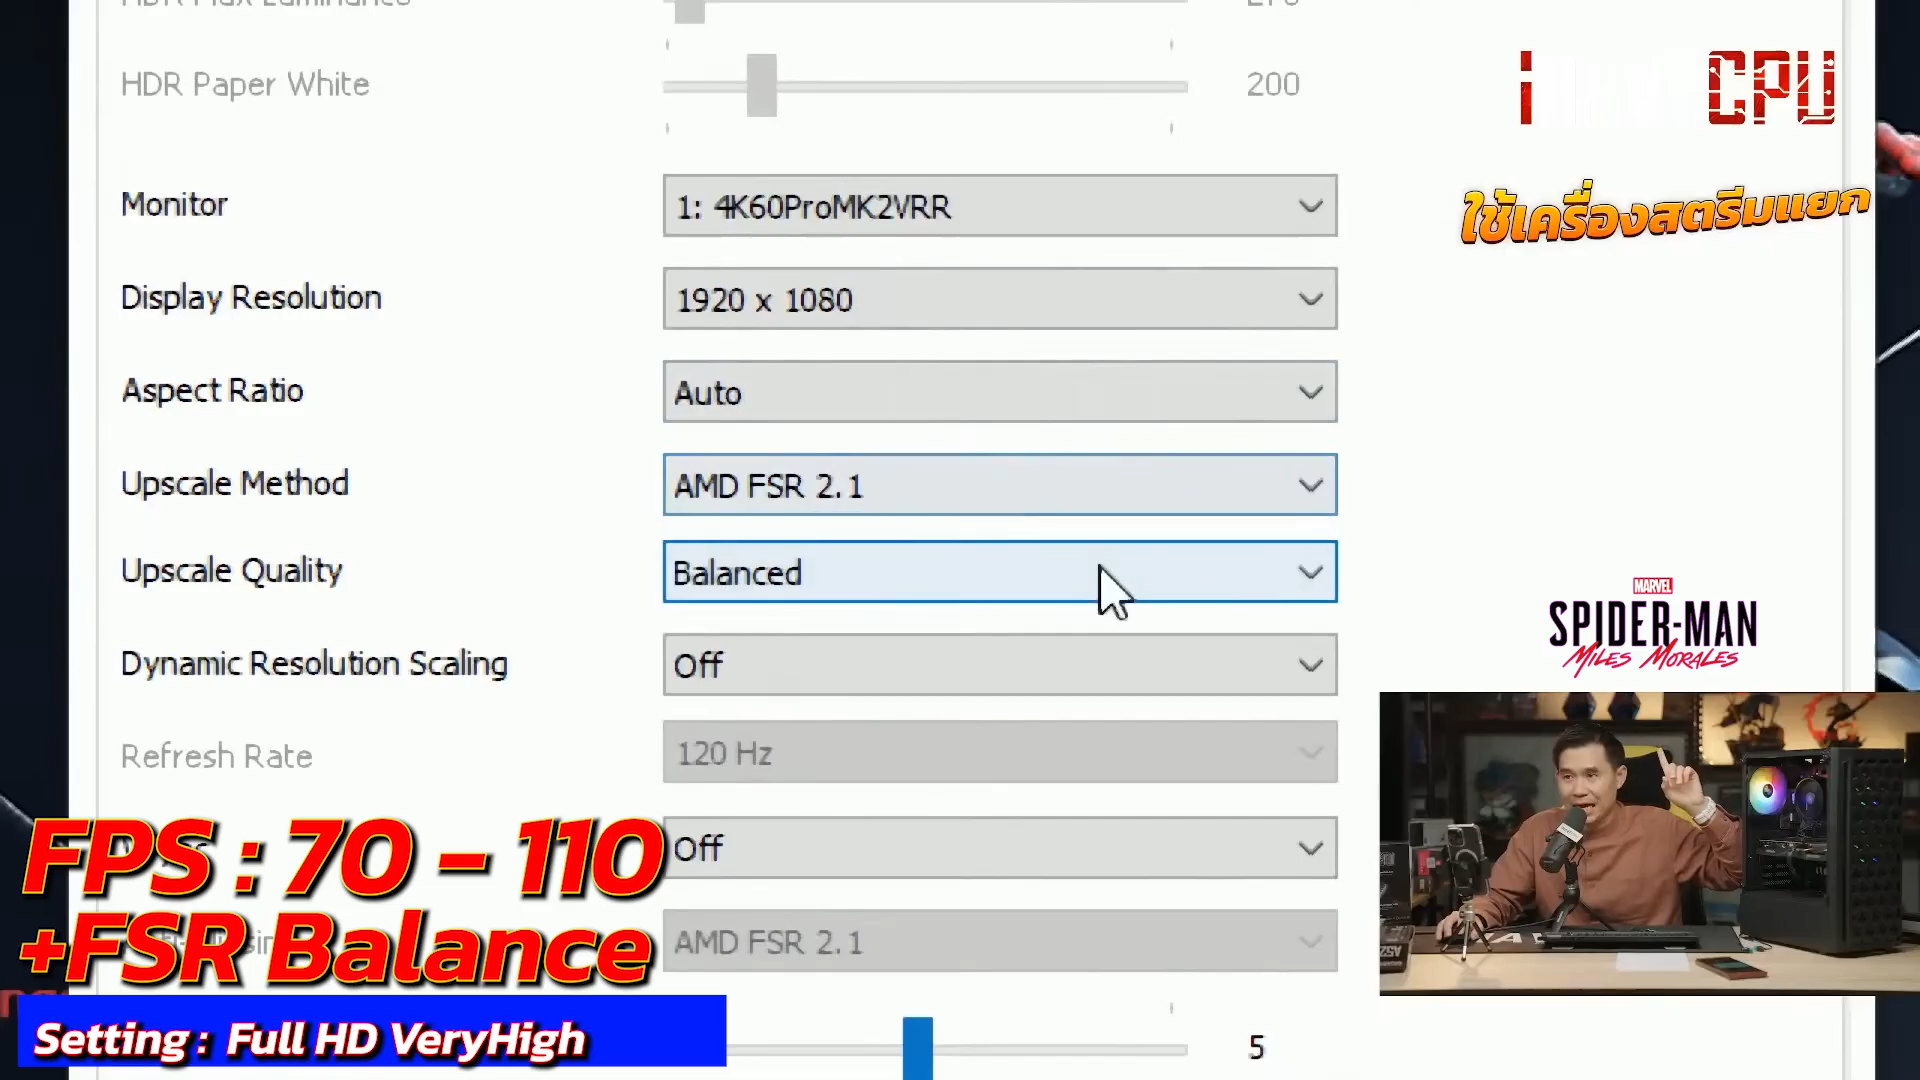 HDR Max Luminance
HDR Paper White
200
CPU
Monitor
1: 4K60ProMK2VRR
ใช้เครื่องสตรีมแยก
Display Resolution
1920 x 1080
Aspect Ratio
Auto
Upscale Method
AMD FSR 2.1
Upscale Quality
Balanced
MARVEL
SPIDER-MAN
MILES MORALES
Dynamic Resolution Scaling
Off
Refresh Rate
120 Hz
FPS : 70 - 110
Off
+FSR Balance
AMD FSR 2.1
Setting : Full HD VeryHigh
5